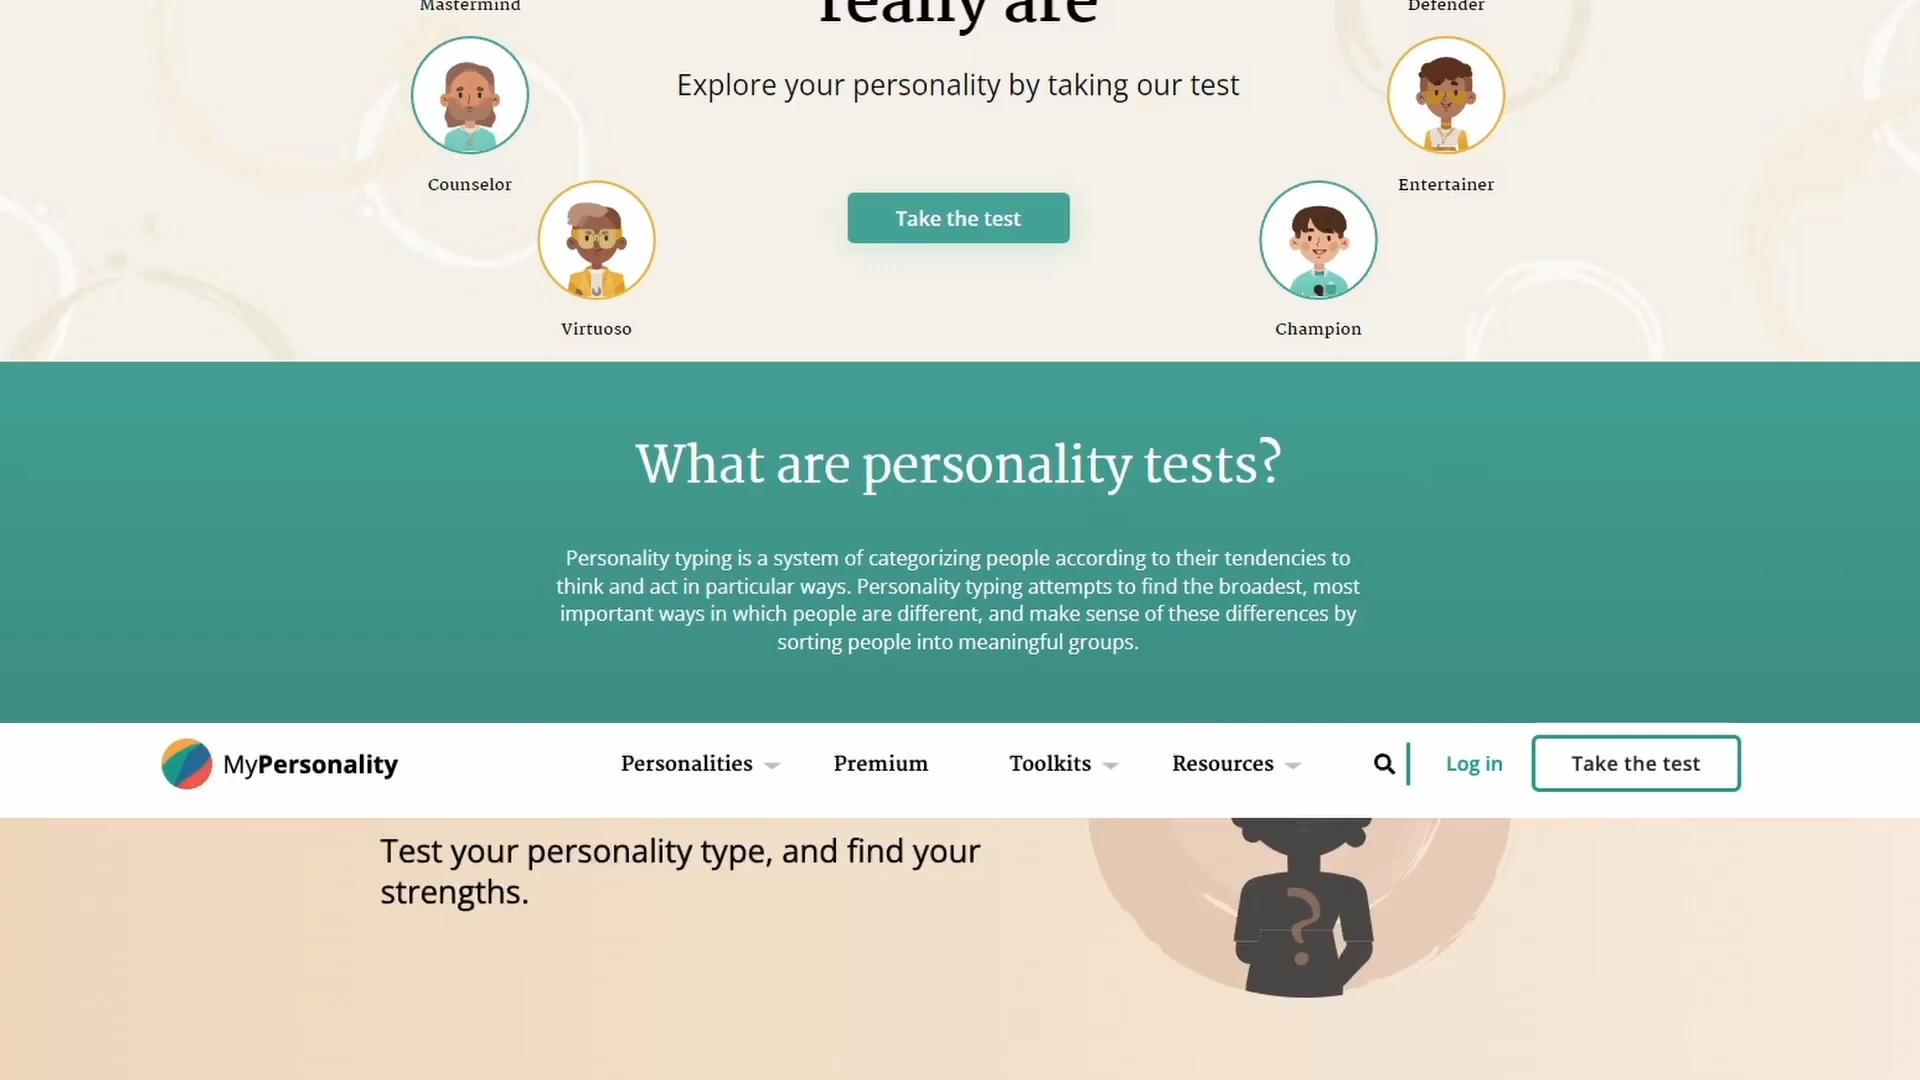 Mastermind
really are
Defender
Explore your personality by taking our test
Counselor
Entertainer
Take the test
Virtuoso
Champion
What are personality tests?
Personality typing is a system of categorizing people according to their tendencies to
think and act in particular ways. Personality typing attempts to find the broadest, most
important ways in which people are different, and make sense of these differences by
sorting people into meaningful groups.
MyPersonality
Personalities
Premium
Toolkits
Resources
Log in
Take the test
Test your personality type, and find your
strengths.
?